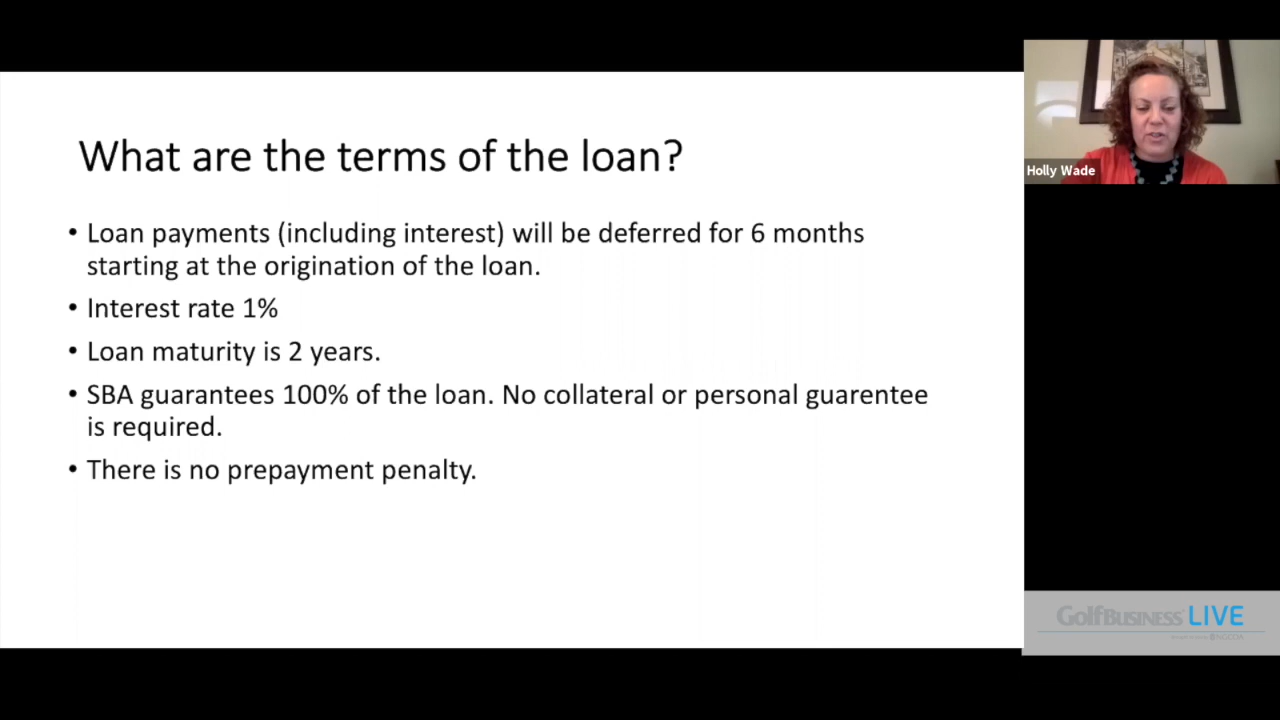 What are the terms of the loan?
• Loan payments (including interest) will be deferred for 6 months
starting at the origination of the loan.
• Interest rate 1%
• Loan maturity is 2 years.
• SBA guarantees 100% of the loan. No collateral or personal guarentee
is required.
• There is no prepayment penalty.
Holly Wade
GolfBusiness LIVE